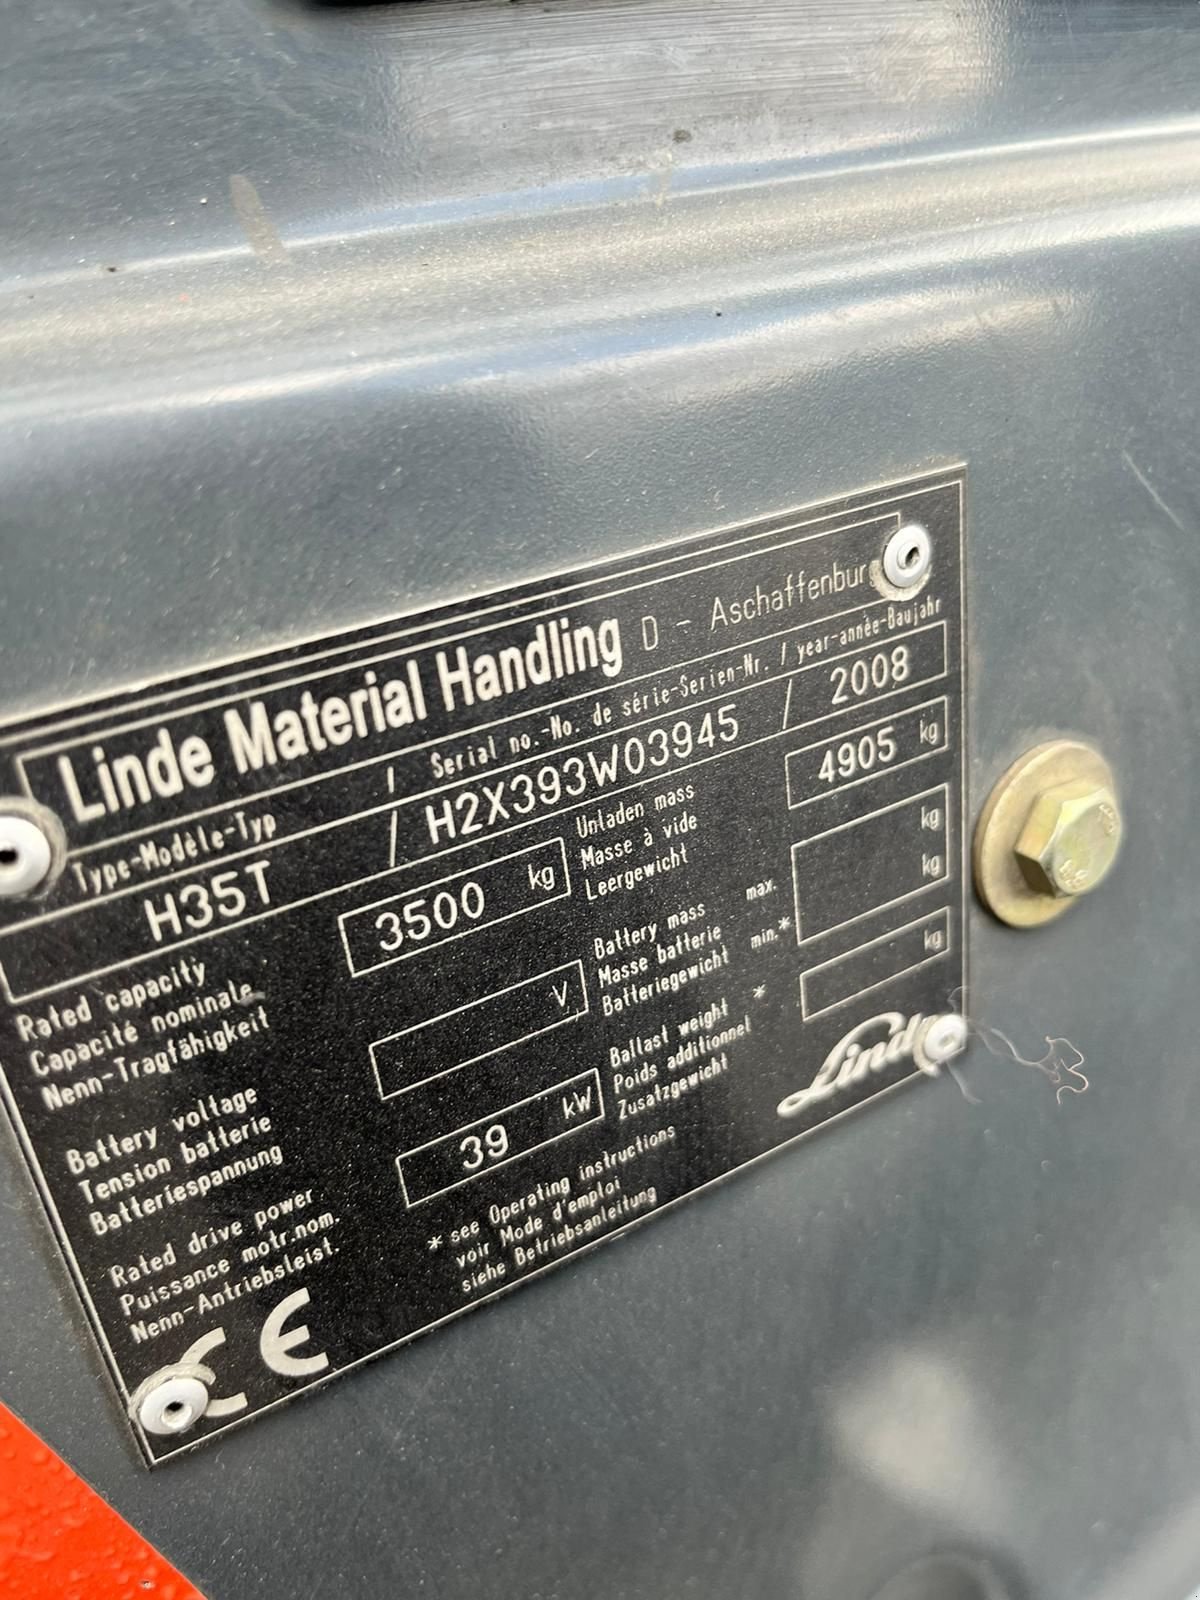 Linde Material Handling D - Aschaffenburg
Type-Modèle-Typ / Serial no.-No. de série-Serien-Nr. / year-année-Baujahr
H35T / H2X393W03945 / 2008
Rated capacity
Capacité nominale
Nenn-Tragfähigkeit
3500 kg
Unladen mass
Masse à vide
Leergewicht
4905 kg
Battery voltage
Tension batterie
Batteriespannung
V
Battery mass
Masse batterie
Batteriegewicht
max. kg
min.* kg
Rated drive power
Puissance motr.nom.
Nenn-Antriebsleist.
39 kW
Ballast weight *
Poids additionnel
Zusatzgewicht
kg
* see Operating instructions
voir Mode d'emploi
siehe Betriebsanleitung
CE
Linde